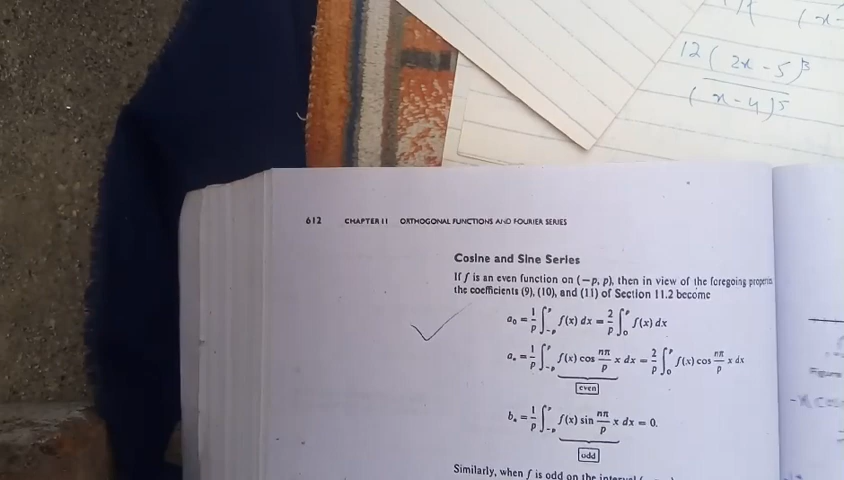 12 (2x - 5)³
(x - 4)⁵
612 CHAPTER 11 ORTHOGONAL FUNCTIONS AND FOURIER SERIES
Cosine and Sine Series
If f is an even function on (−p, p), then in view of the foregoing
the coefficients (9), (10), and (11) of Section 11.2 become
a₀ = 1/p ∫₋ₚᵖ f(x) dx = 2/p ∫₀ᵖ f(x) dx
aₙ = 1/p ∫₋ₚᵖ f(x) cos nπ/p x dx = 2/p ∫₀ᵖ f(x) cos nπ/p x dx
even
bₙ = 1/p ∫₋ₚᵖ f(x) sin nπ/p x dx = 0.
odd
Similarly, when f is odd on the interval